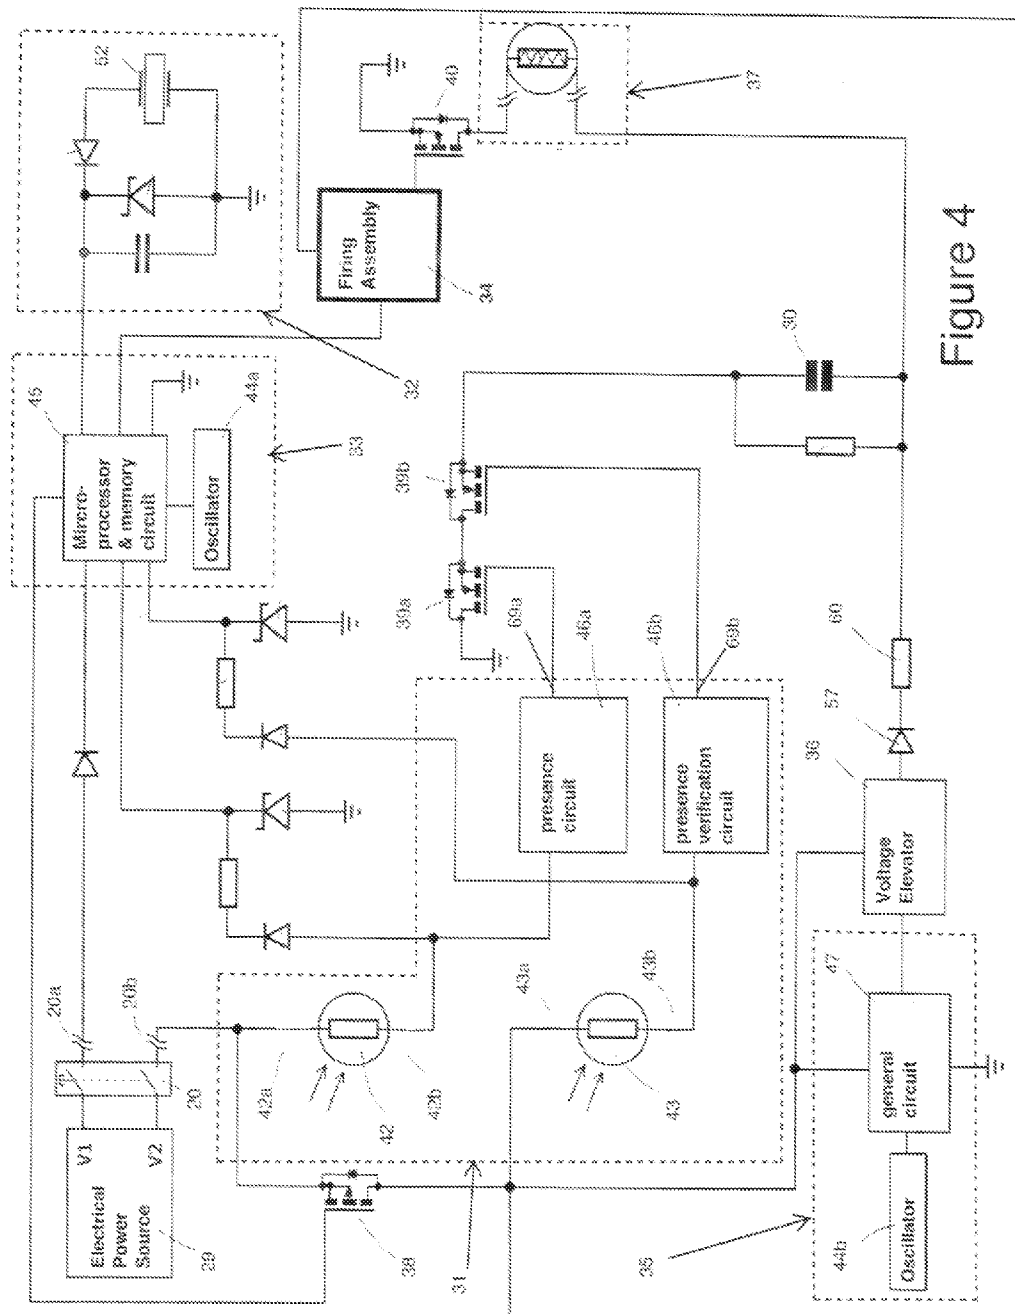 Electrical
Power
Source
V1
V2
29
20
20a
20b
45
Mircro-
processor
& memory
circuit
Oscillator
44a
33
52
32
38
31
42a
42
42b
43a
43
43b
39a
39b
69a
46a
presence
circuit
46b
69b
presence
verification
circuit
Firing
Assembly
34
40
37
30
35
44b
Oscillator
47
general
circuit
36
Voltage
Elevator
57
60
Figure 4